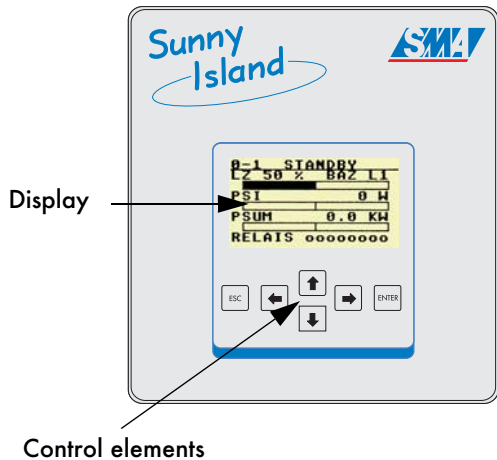 Sunny
Island
SMA
0-1 STANDBY
LZ 50 % BAZ L1
PSI 0 W
PSUM 0.0 KW
RELAIS oooooooo
Display
ESC
ENTER
Control elements